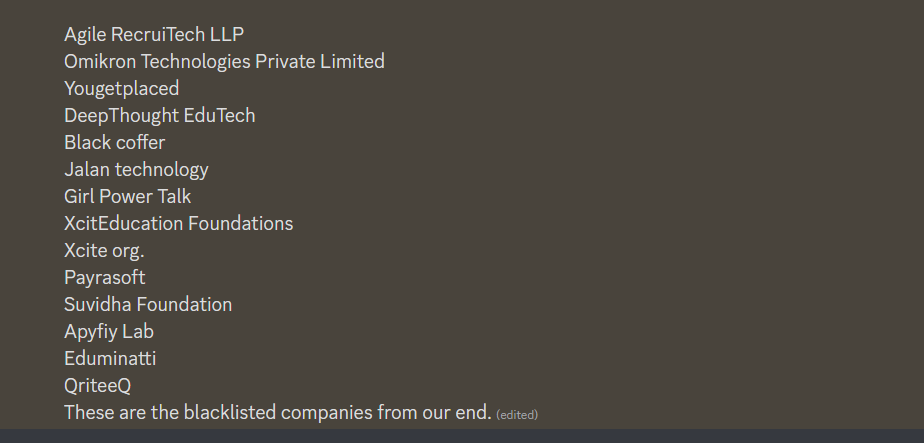 Agile RecruiTech LLP
Omikron Technologies Private Limited
Yougetplaced
DeepThought EduTech
Black coffer
Jalan technology
Girl Power Talk
XcitEducation Foundations
Xcite org.
Payrasoft
Suvidha Foundation
Apyfiy Lab
Eduminatti
QriteeQ
These are the blacklisted companies from our end. (edited)